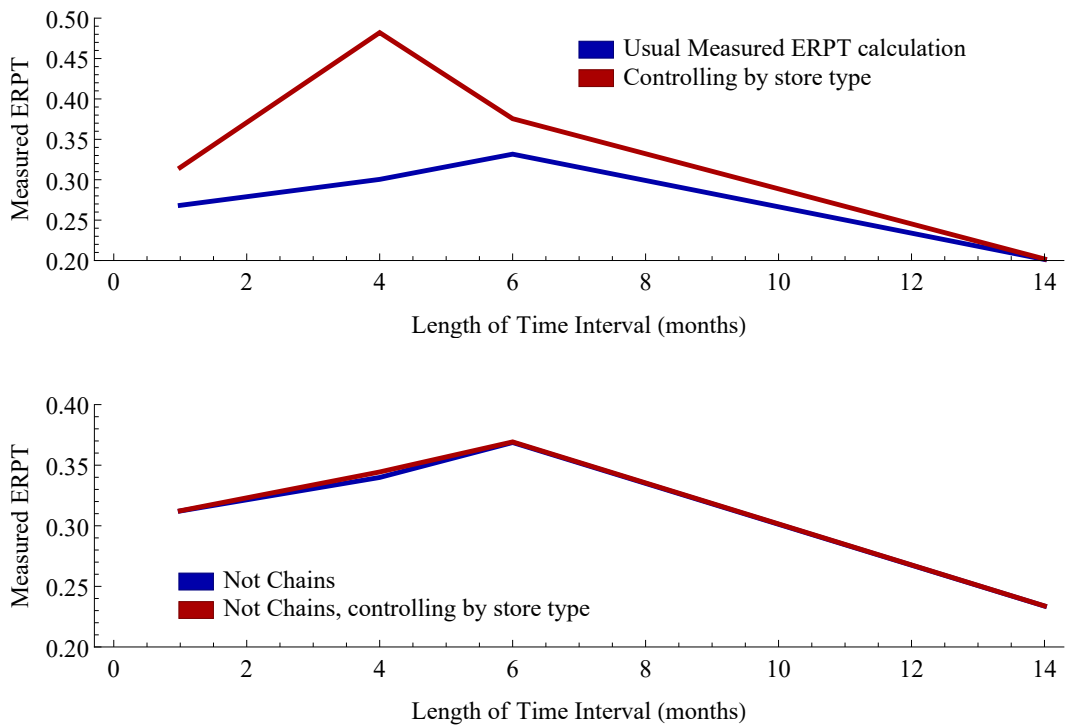 0.50
0.45
0.40
0.35
0.30
0.25
0.20
Measured ERPT
Usual Measured ERPT calculation
Controlling by store type
0 2 4 6 8 10 12 14
Length of Time Interval (months)
0.40
0.35
0.30
0.25
0.20
Measured ERPT
Not Chains
Not Chains, controlling by store type
0 2 4 6 8 10 12 14
Length of Time Interval (months)